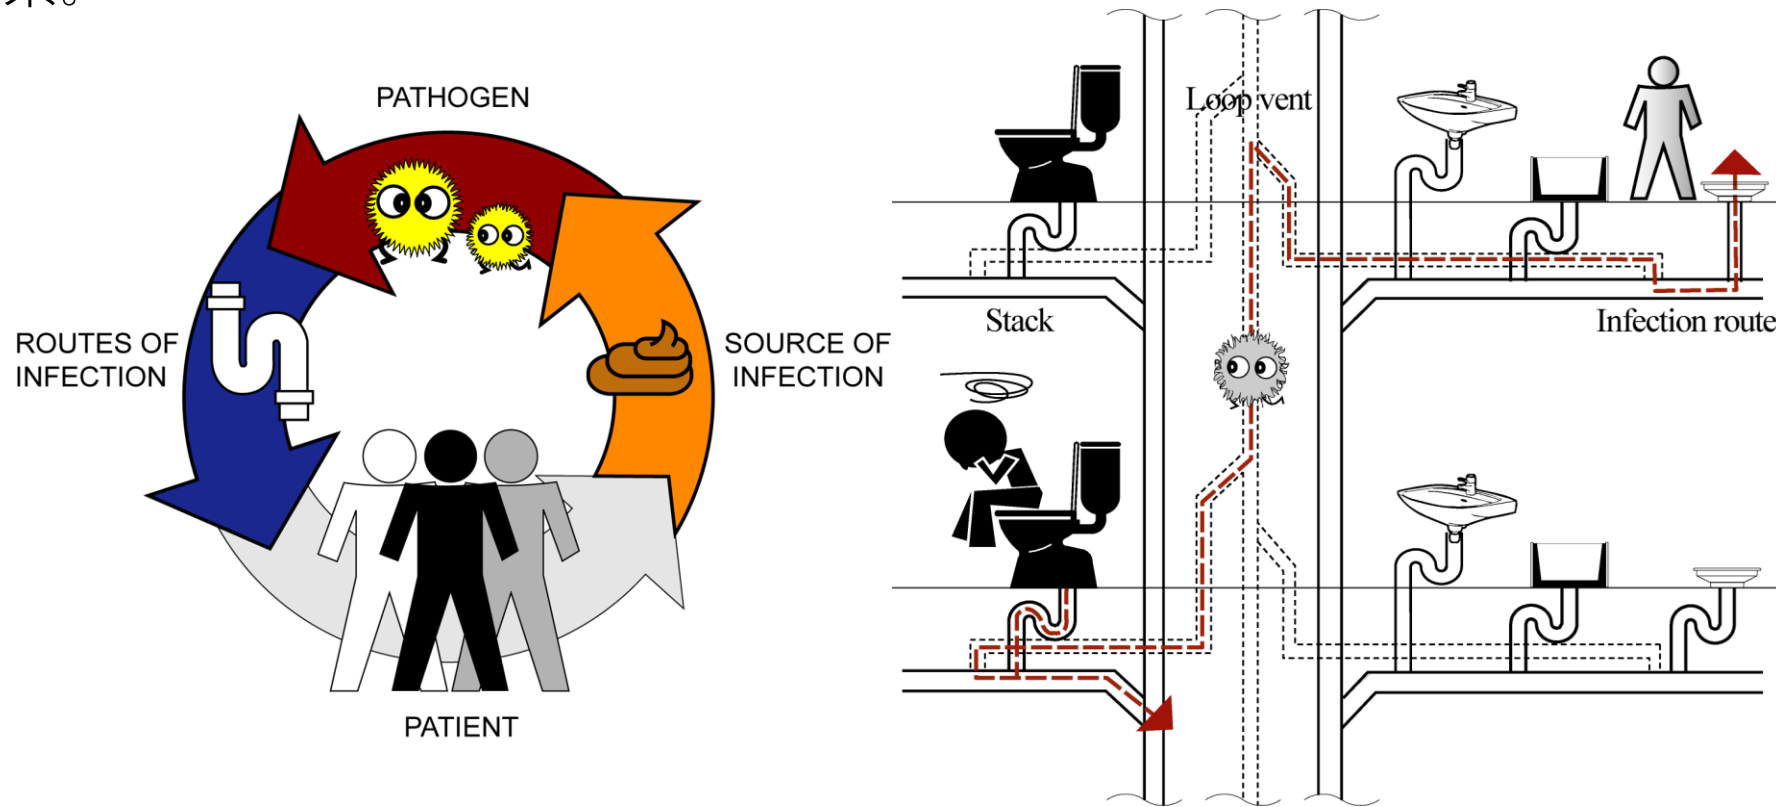 PATHOGEN
ROUTES OF
INFECTION
SOURCE OF
INFECTION
PATIENT
Loop vent
Stack
Infection route